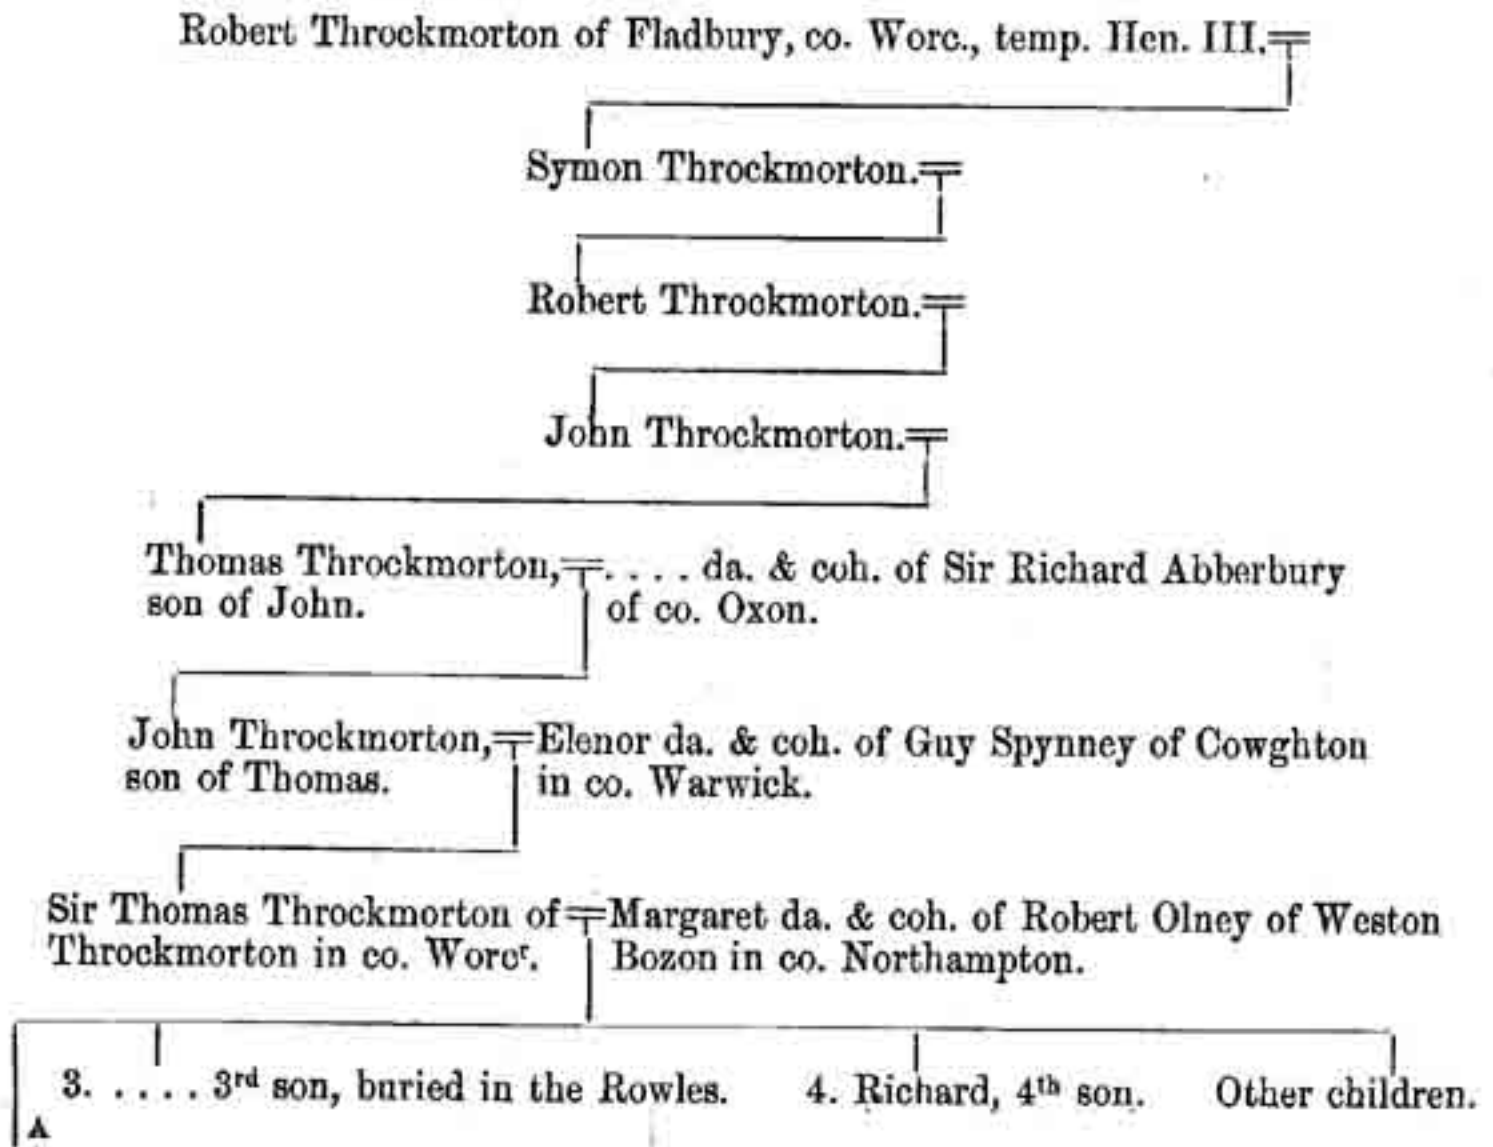 Robert Throckmorton of Fladbury, co. Worc., temp. Hen. III.
Symon Throckmorton.
Robert Throckmorton.
John Throckmorton.
Thomas Throckmorton, . . . . da. & coh. of Sir Richard Abberbury
son of John. of co. Oxon.
John Throckmorton, Elenor da. & coh. of Guy Spynney of Cowghton
son of Thomas. in co. Warwick.
Sir Thomas Throckmorton of Margaret da. & coh. of Robert Olney of Weston
Throckmorton in co. Worcʳ. Bozon in co. Northampton.
3. . . . . 3ʳᵈ son, buried in the Rowles. 4. Richard, 4ᵗʰ son. Other children.
A